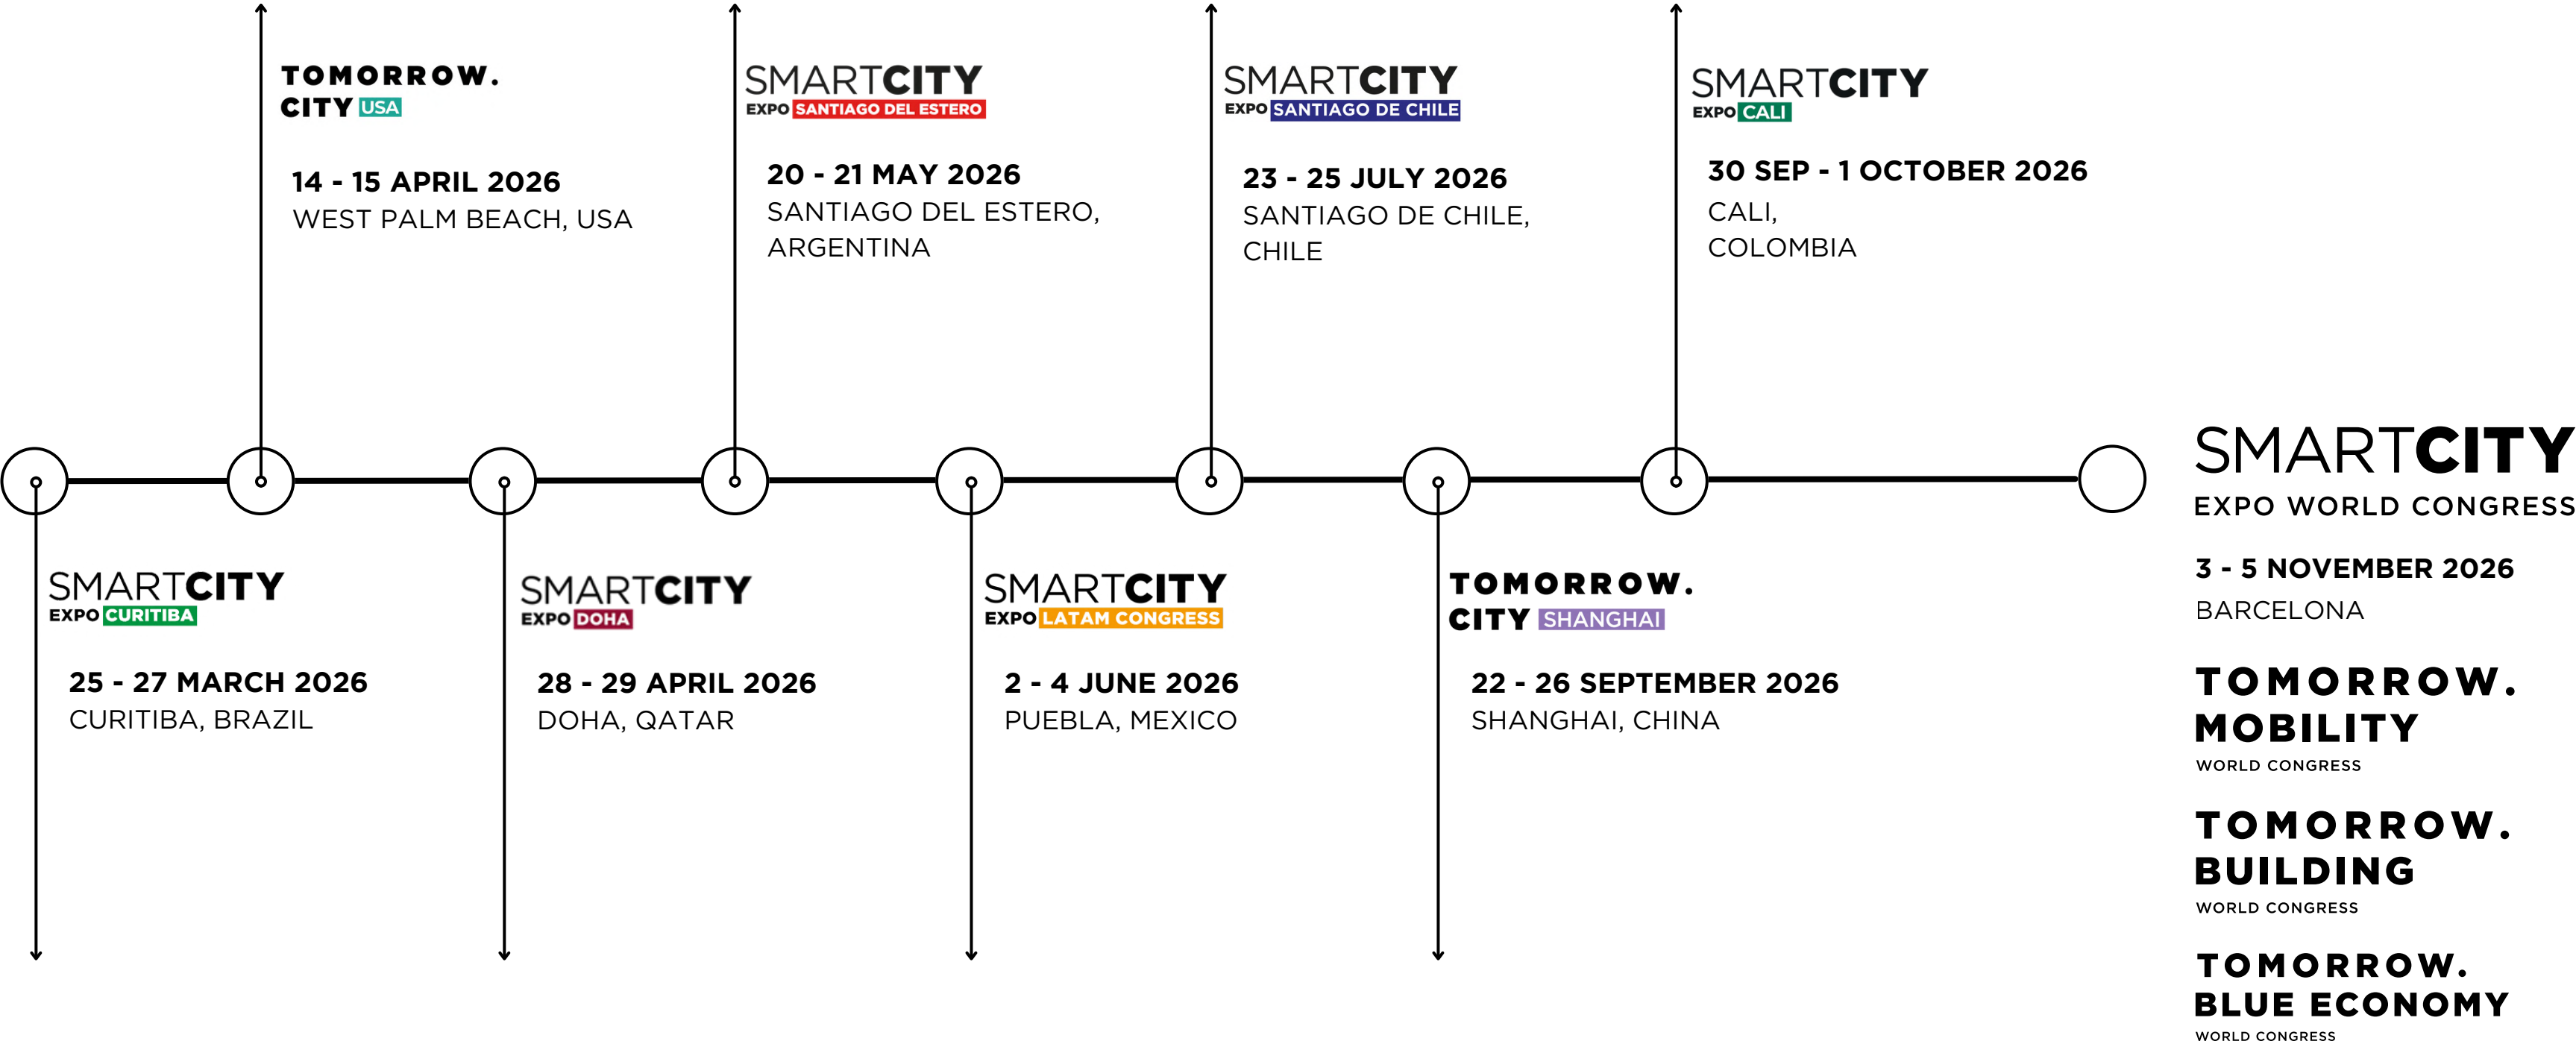 TOMORROW.
CITY USA
14 - 15 APRIL 2026
WEST PALM BEACH, USA
SMARTCITY
EXPO SANTIAGO DEL ESTERO
20 - 21 MAY 2026
SANTIAGO DEL ESTERO,
ARGENTINA
SMARTCITY
EXPO SANTIAGO DE CHILE
23 - 25 JULY 2026
SANTIAGO DE CHILE,
CHILE
SMARTCITY
EXPO CALI
30 SEP - 1 OCTOBER 2026
CALI,
COLOMBIA
SMARTCITY
EXPO CURITIBA
25 - 27 MARCH 2026
CURITIBA, BRAZIL
SMARTCITY
EXPO DOHA
28 - 29 APRIL 2026
DOHA, QATAR
SMARTCITY
EXPO LATAM CONGRESS
2 - 4 JUNE 2026
PUEBLA, MEXICO
TOMORROW.
CITY SHANGHAI
22 - 26 SEPTEMBER 2026
SHANGHAI, CHINA
SMARTCITY
EXPO WORLD CONGRESS
3 - 5 NOVEMBER 2026
BARCELONA
TOMORROW.
MOBILITY
WORLD CONGRESS
TOMORROW.
BUILDING
WORLD CONGRESS
TOMORROW.
BLUE ECONOMY
WORLD CONGRESS